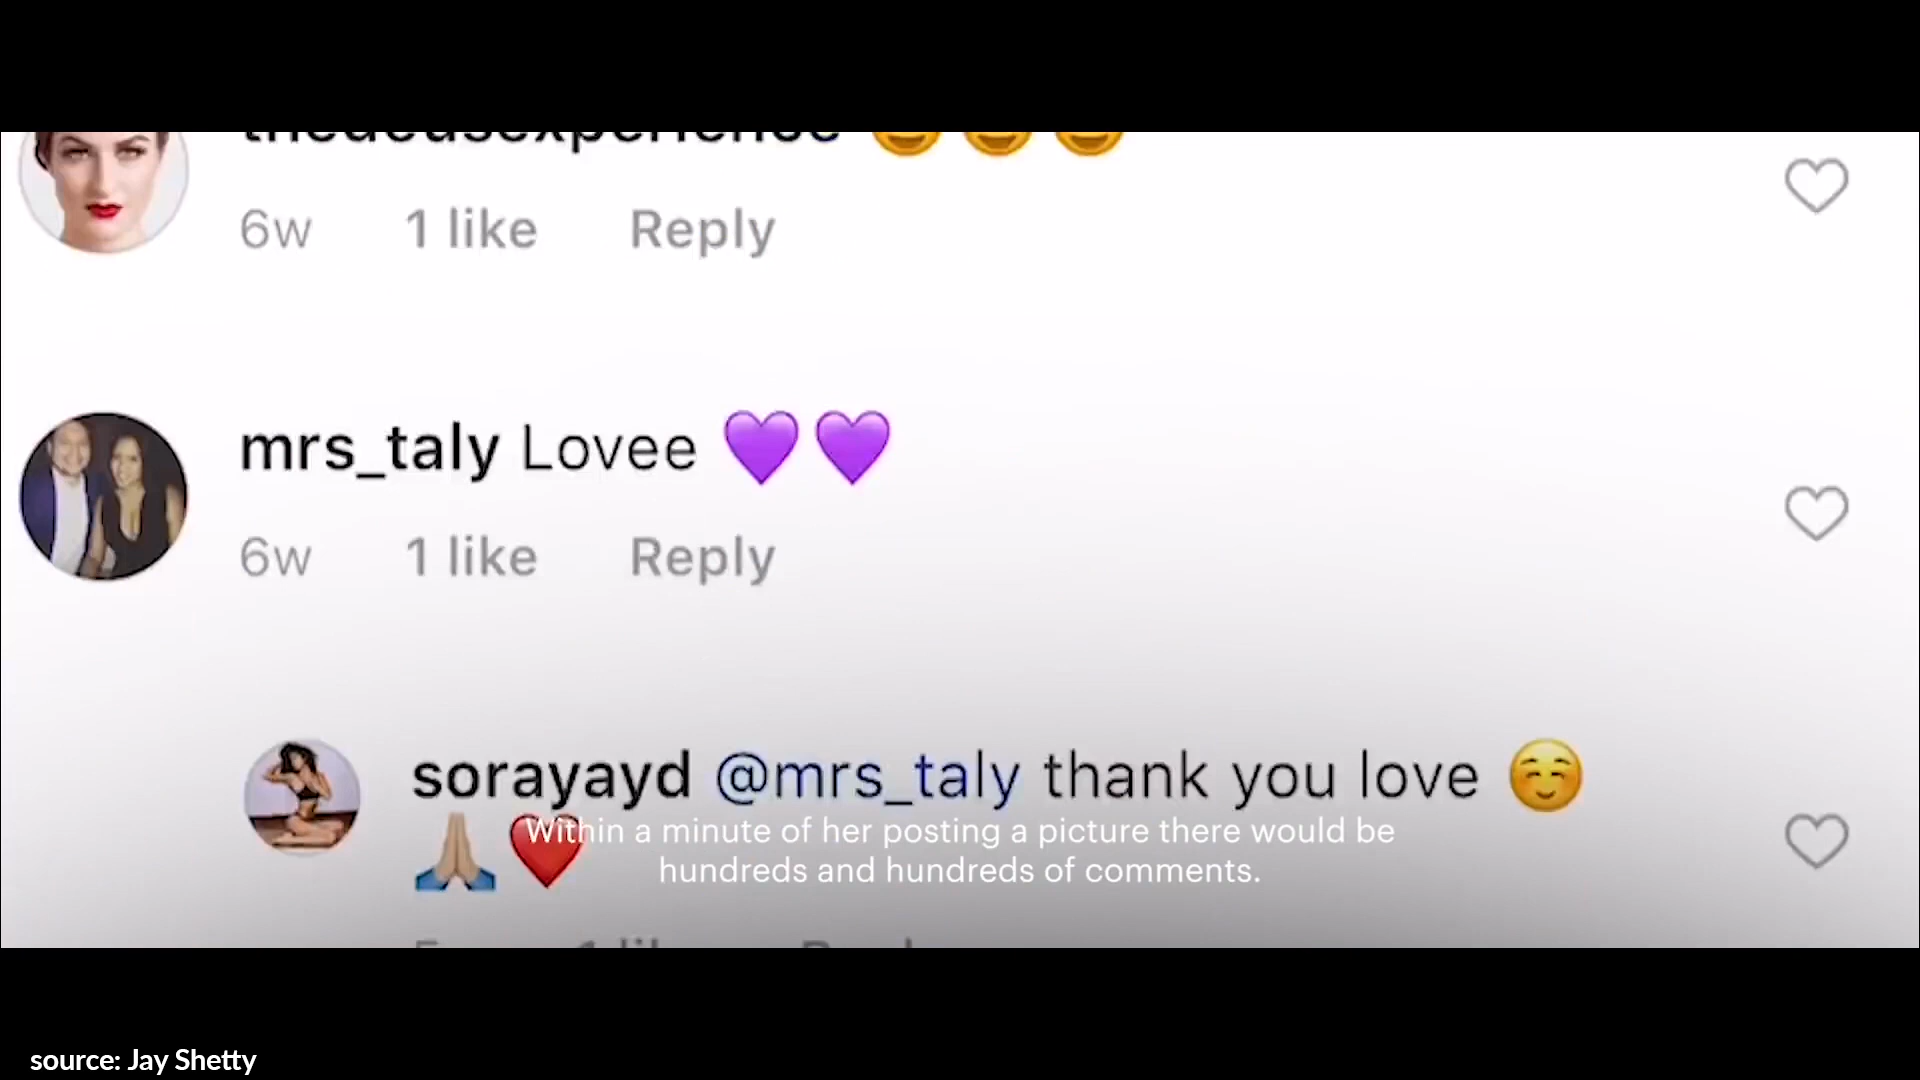 6w 1 like Reply
mrs_taly Lovee 💜💜
6w 1 like Reply
sorayayd @mrs_taly thank you love ☺️
🙏🏼❤️
Within a minute of her posting a picture there would be
hundreds and hundreds of comments.
source: Jay Shetty